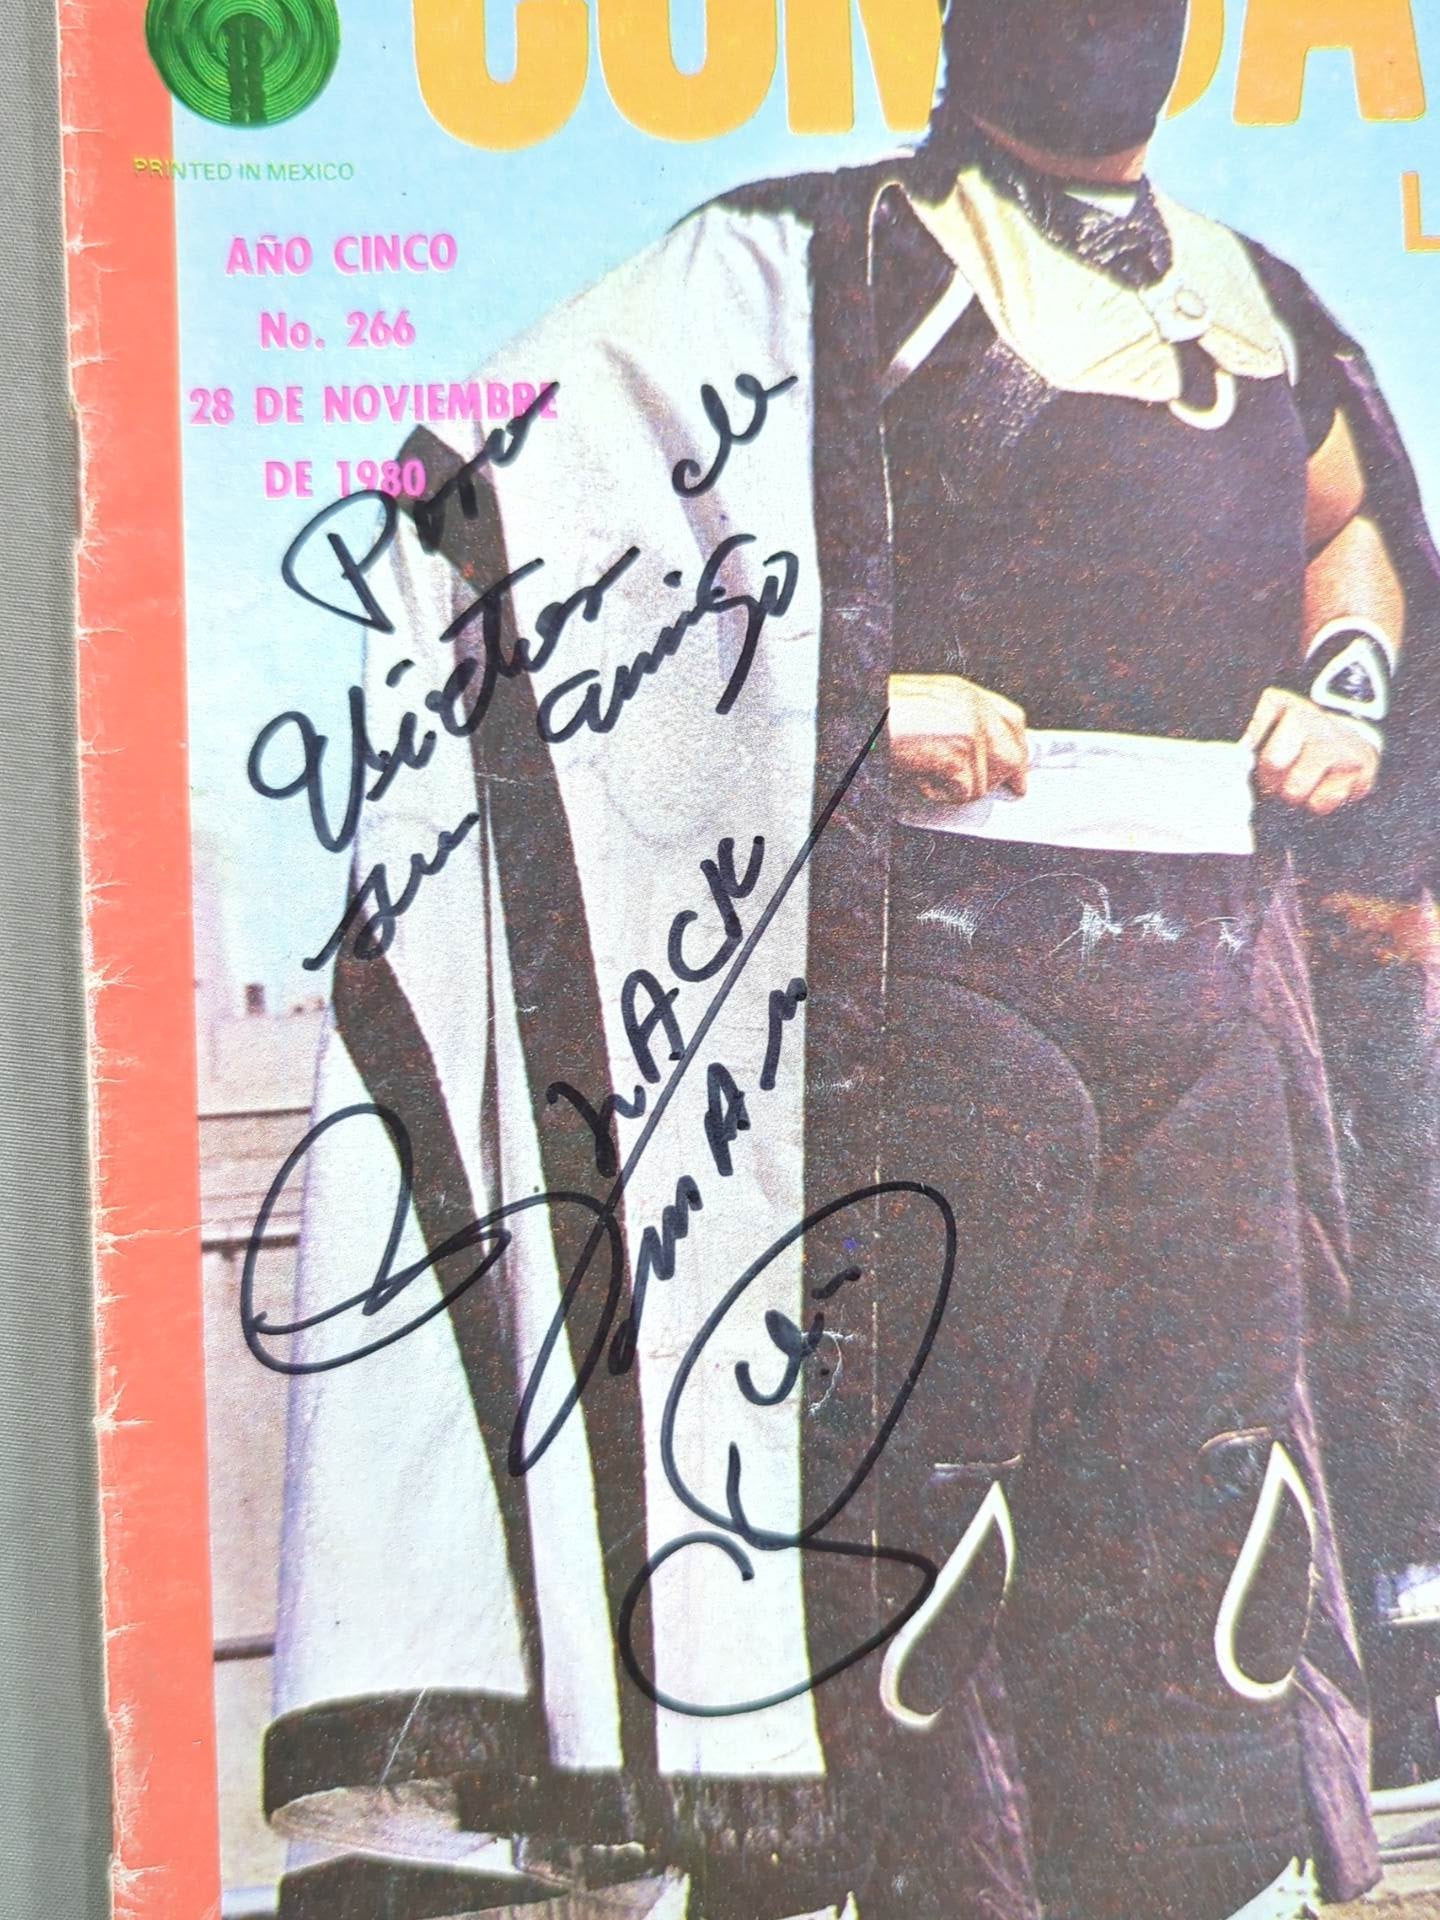 COMBA
PRINTED IN MEXICO
L
AÑO CINCO
No. 266
28 DE NOVIEMBRE
DE 1980
Para
Victor de
su amigo
BLACK
MAN